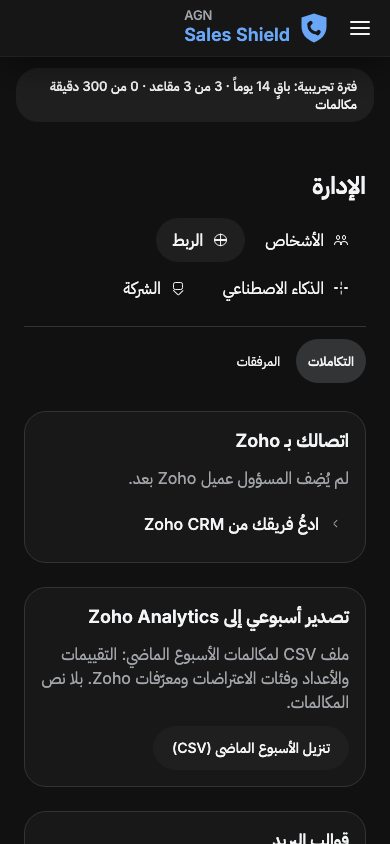 AGN
Sales Shield
فترة تجريبية: باقٍ 14 يوماً · 3 من 3 مقاعد · 0 من 300 دقيقة
مكالمات
الإدارة
الأشخاص
الربط
الذكاء الاصطناعي
الشركة
التكاملات
المرفقات
اتصالك بـ Zoho
لم يُضِف المسؤول عميل Zoho بعد.
ادعُ فريقك من Zoho CRM
تصدير أسبوعي إلى Zoho Analytics
ملف CSV لمكالمات الأسبوع الماضي: التقييمات
والأعداد وفئات الاعتراضات ومعرّفات Zoho. بلا نص
المكالمات.
تنزيل الأسبوع الماضي (CSV)
قوالب البريد